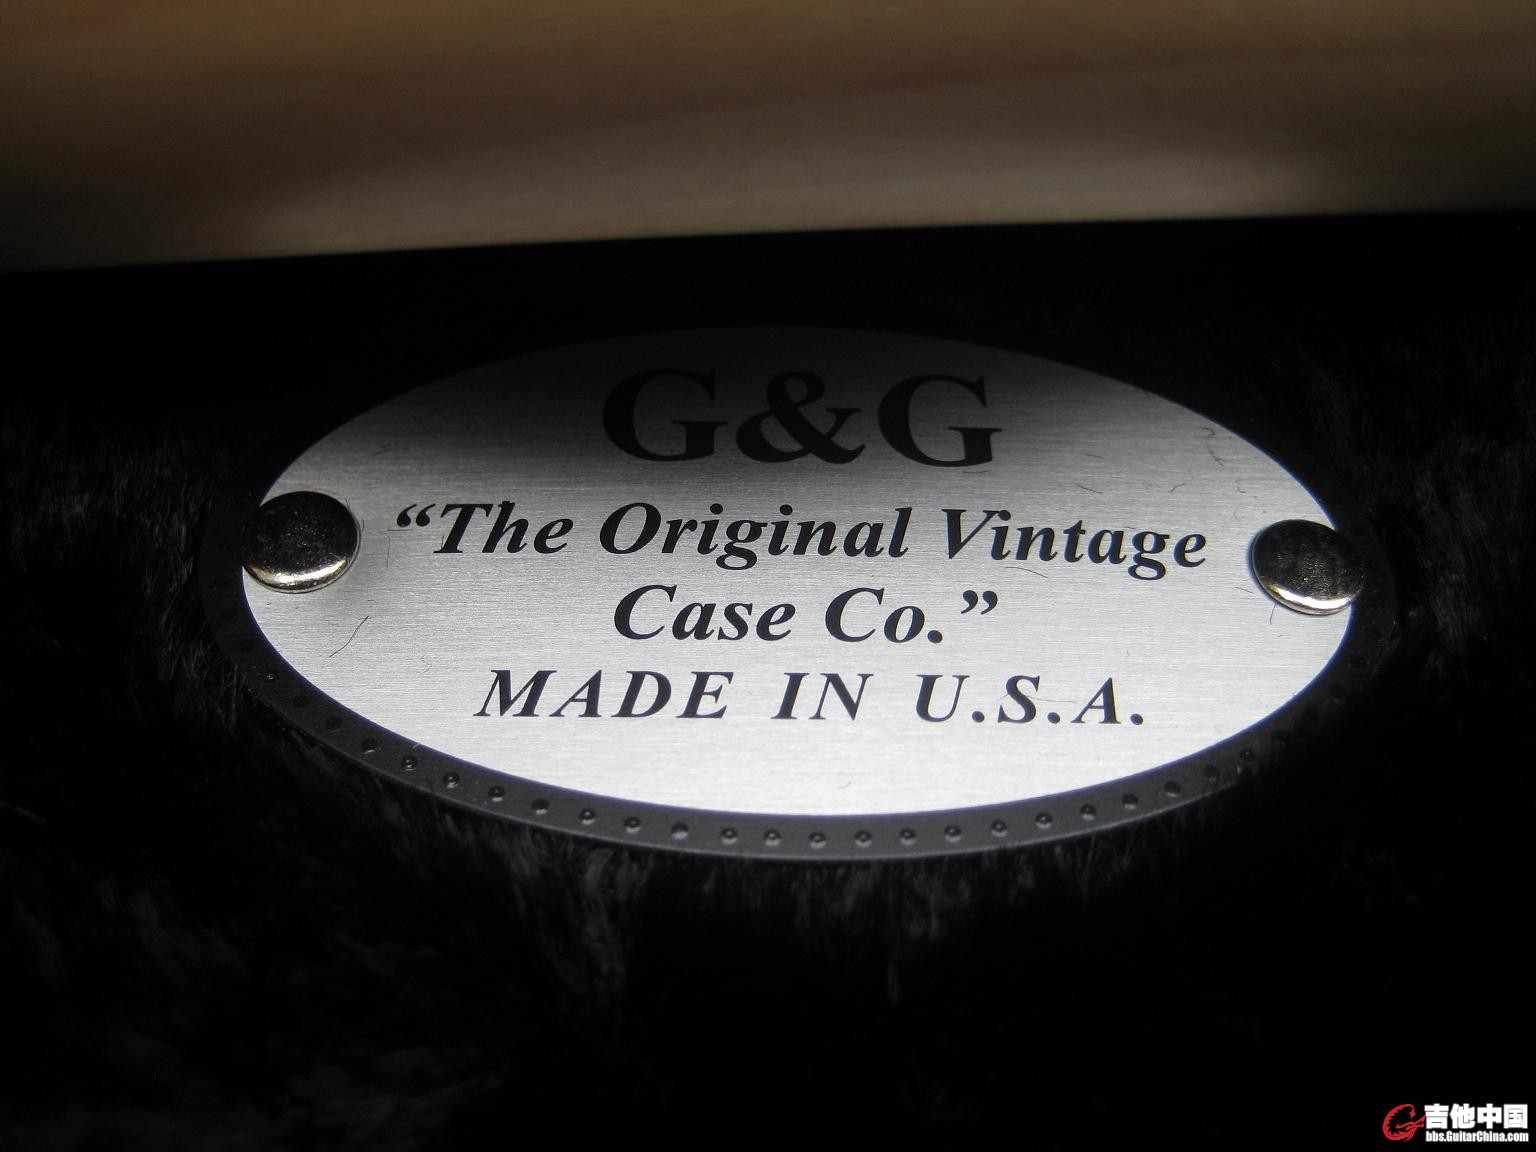 G&G
“The Original Vintage
Case Co.”
MADE IN U.S.A.
吉他中国
bbs.GuitarChina.com